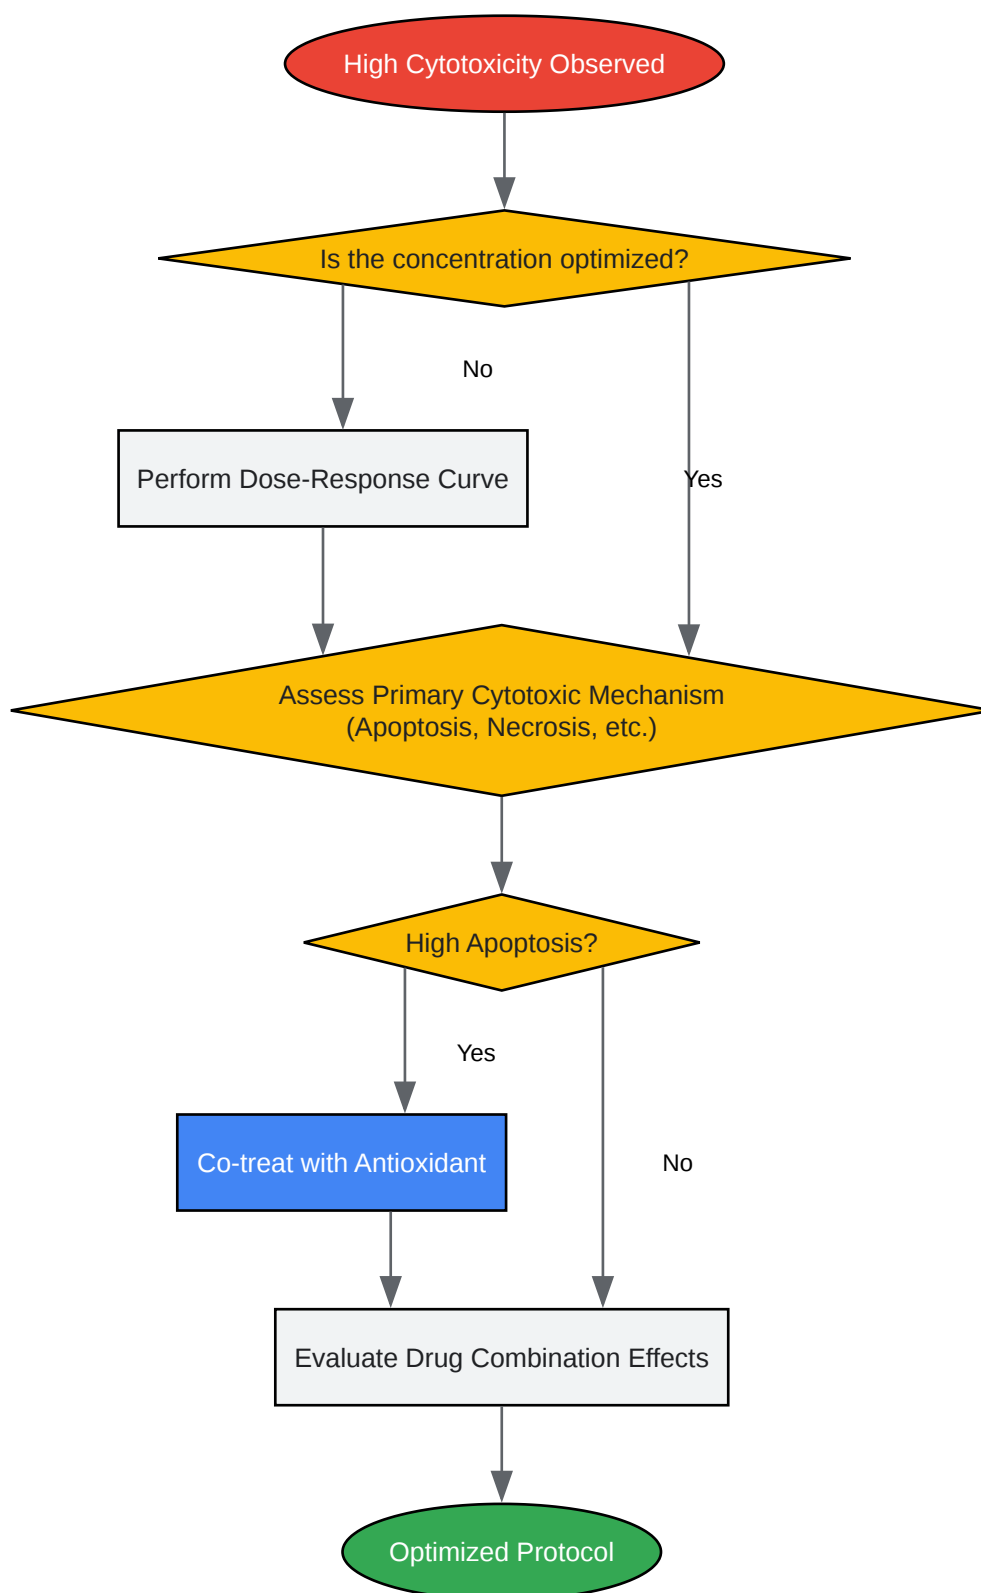 High Cytotoxicity Observed
Is the concentration optimized?
No
Perform Dose-Response Curve
Yes
Assess Primary Cytotoxic Mechanism
(Apoptosis, Necrosis, etc.)
High Apoptosis?
Yes
Co-treat with Antioxidant
No
Evaluate Drug Combination Effects
Optimized Protocol